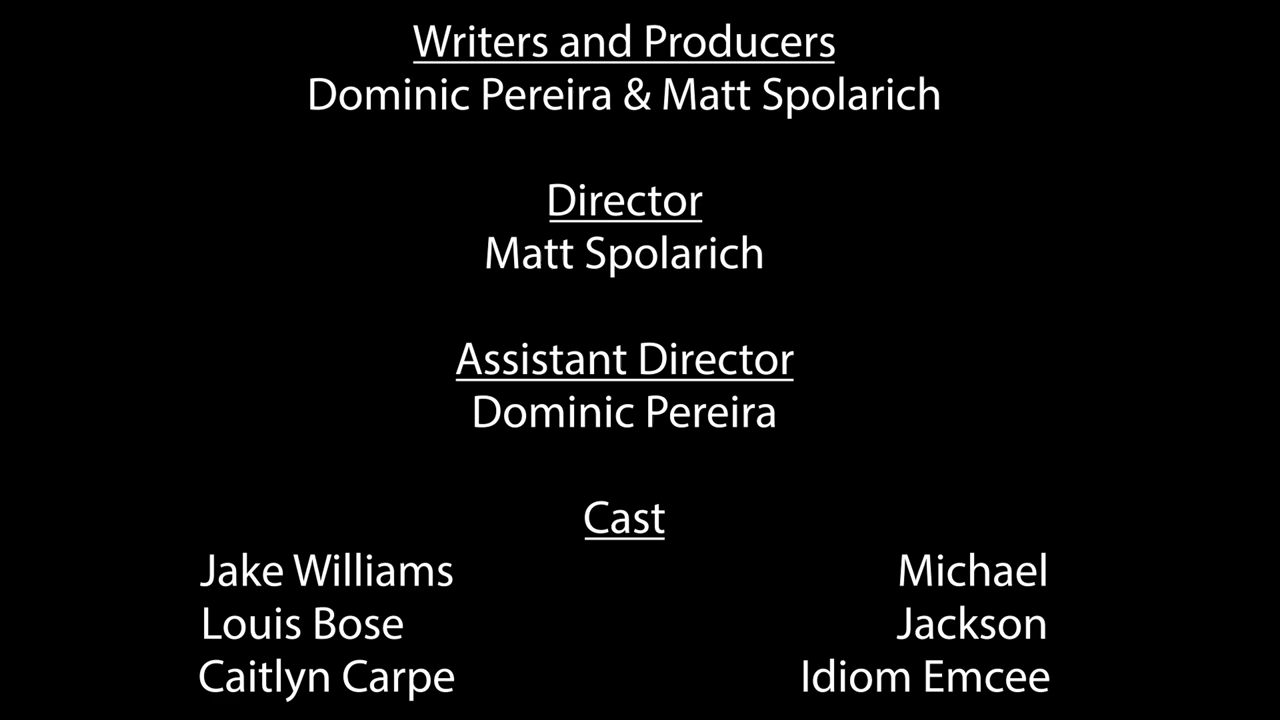 Writers and Producers
Dominic Pereira & Matt Spolarich
Director
Matt Spolarich
Assistant Director
Dominic Pereira
Cast
Jake Williams Michael
Louis Bose Jackson
Caitlyn Carpe Idiom Emcee